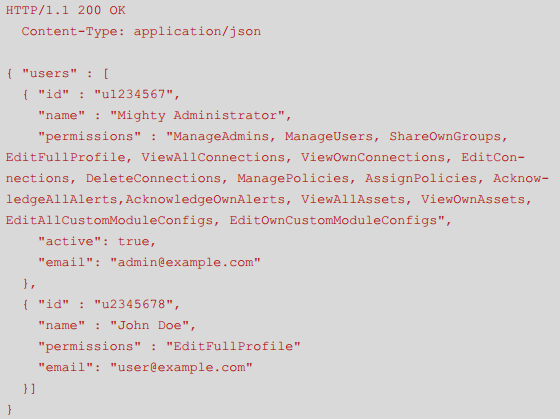 HTTP/1.1 200 OK
Content-Type: application/json
{ "users" : [
{ "id" : "u1234567",
"name" : "Mighty Administrator",
"permissions" : "ManageAdmins, ManageUsers, ShareOwnGroups,
EditFullProfile, ViewAllConnections, ViewOwnConnections, EditCon-
nections, DeleteConnections, ManagePolicies, AssignPolicies, Acknow-
ledgeAllAlerts,AcknowledgeOwnAlerts, ViewAllAssets, ViewOwnAssets,
EditAllCustomModuleConfigs, EditOwnCustomModuleConfigs",
"active": true,
"email": "admin@example.com"
},
{ "id" : "u2345678",
"name" : "John Doe",
"permissions" : "EditFullProfile"
"email": "user@example.com"
}]
}